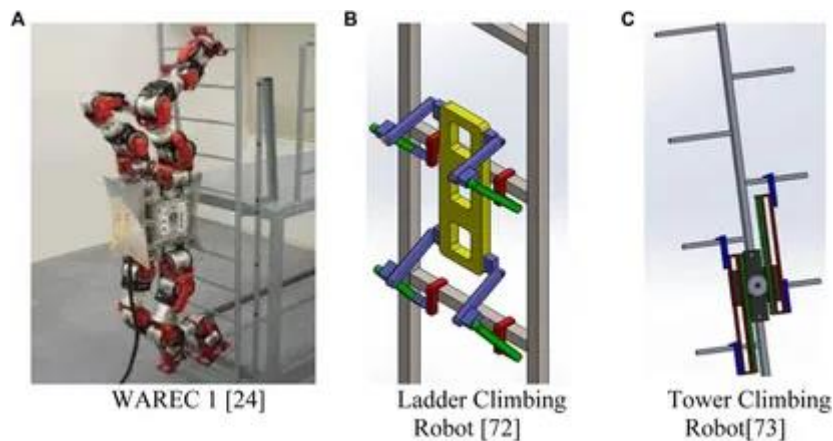 A
B
C
WAREC 1 [24]
Ladder Climbing
Robot [72]
Tower Climbing
Robot[73]